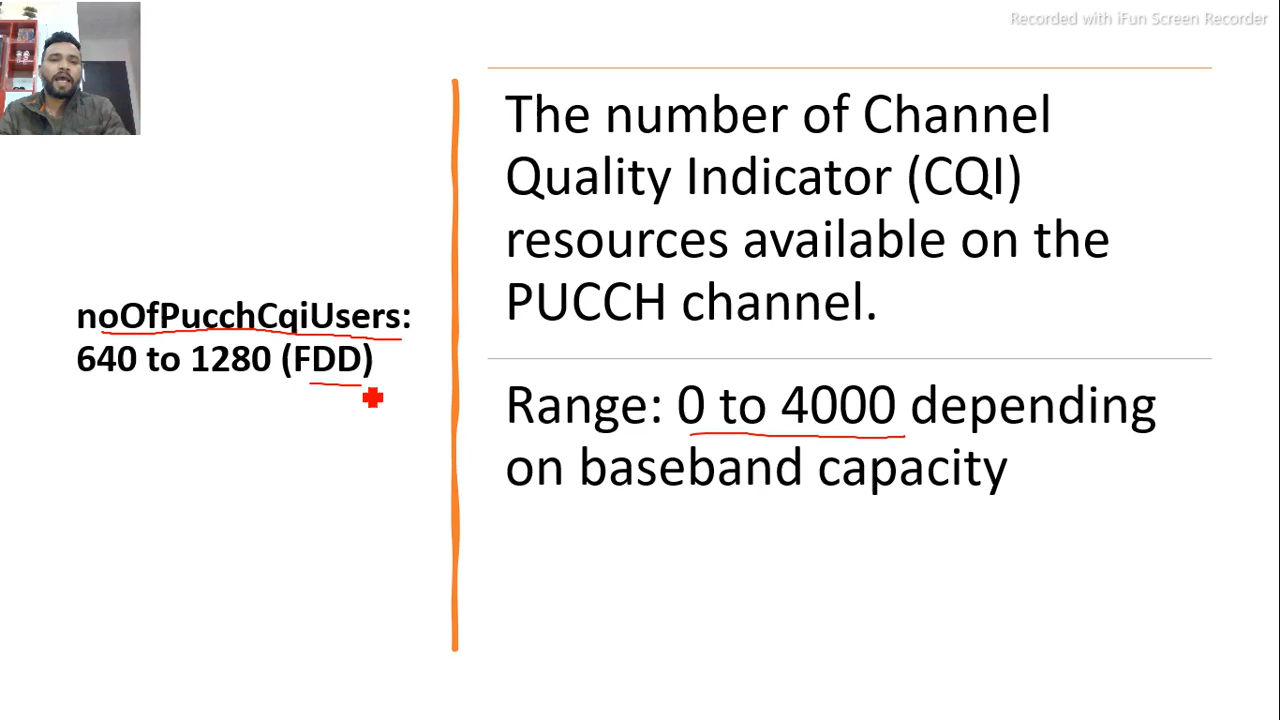 Recorded with iFun Screen Recorder
noOfPucchCqiUsers:
640 to 1280 (FDD)
The number of Channel
Quality Indicator (CQI)
resources available on the
PUCCH channel.
Range: 0 to 4000 depending
on baseband capacity